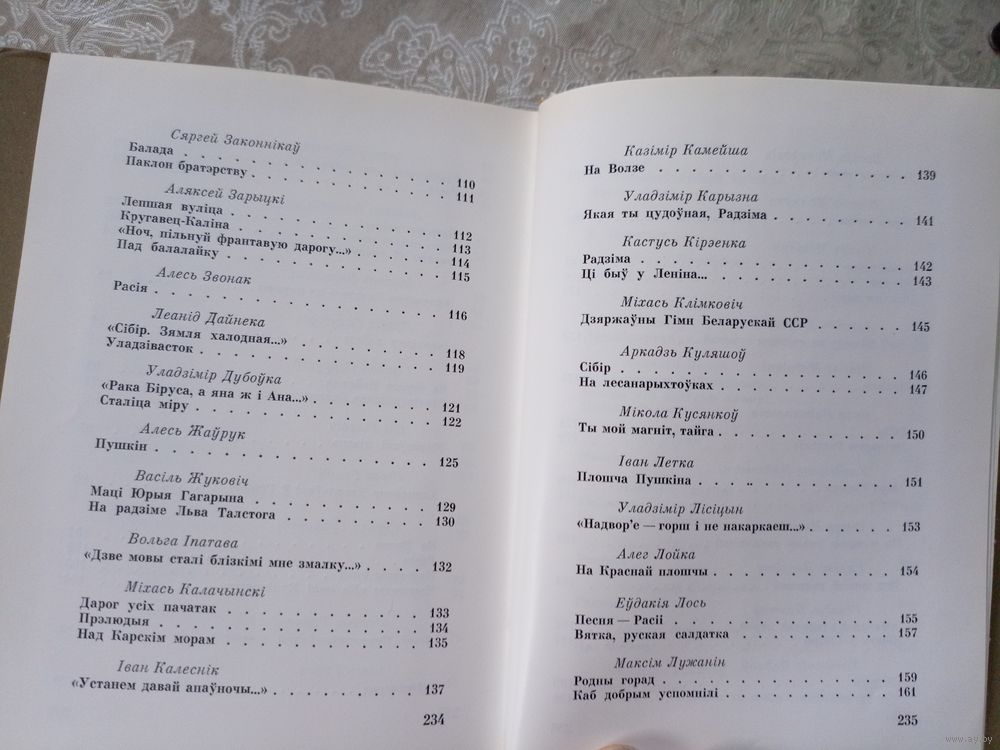 Сяргей Законнікаў
Балада . . . . . . . . . . . . . . . . 110
Паклон братэрству . . . . . . . . . . . . 111
Аляксей Зарыцкі
Лепшая вуліца . . . . . . . . . . . . . 112
Кругавец-Каліна . . . . . . . . . . . . . 113
«Ноч, пільнуй франтавую дарогу...» . . . . . . 114
Пад балалайку . . . . . . . . . . . . . 115
Алесь Звонак
Расія . . . . . . . . . . . . . . . . 116
Леанід Дайнека
«Сібір. Зямля халодная...» . . . . . . . . . 118
Уладзівасток . . . . . . . . . . . . . . 119
Уладзімір Дубоўка
«Рака Біруса, а яна ж і Ана...» . . . . . . . . 121
Сталіца міру . . . . . . . . . . . . . . 122
Алесь Жаўрук
Пушкін . . . . . . . . . . . . . . . . 125
Васіль Жуковіч
Маці Юрыя Гагарына . . . . . . . . . . . 129
На радзіме Льва Талстога . . . . . . . . . . 130
Вольга Іпатава
«Дзве мовы сталі блізкімі мне змалку...» . . . . 132
Міхась Калачынскі
Дарог усіх пачатак . . . . . . . . . . . . 133
Прэлюдыя . . . . . . . . . . . . . . . 134
Над Карскім морам . . . . . . . . . . . . 135
Іван Калеснік
«Устанем давай апаўночы...» . . . . . . . . . 137
234
Казімір Камейша
На Волзе . . . . . . . . . . . . . . . 139
Уладзімір Карызна
Якая ты цудоўная, Радзіма . . . . . . . . . 141
Кастусь Кірэенка
Радзіма . . . . . . . . . . . . . . . . 142
Ці быў у Леніна... . . . . . . . . . . . . 143
Міхась Клімковіч
Дзяржаўны Гімн Беларускай ССР . . . . . . 145
Аркадзь Куляшоў
Сібір . . . . . . . . . . . . . . . . . 146
На лесанарыхтоўках . . . . . . . . . . . 147
Мікола Кусянкоў
Ты мой магніт, тайга . . . . . . . . . . . . 150
Іван Летка
Плошча Пушкіна . . . . . . . . . . . . . 151
Уладзімір Лісіцын
«Надвор'е — горш і не накаркаеш...» . . . . . . 153
Алег Лойка
На Краснай плошчы . . . . . . . . . . . . 154
Еўдакія Лось
Песня — Расіі . . . . . . . . . . . . . . 155
Вятка, руская салдатка . . . . . . . . . . 157
Максім Лужанін
Родны горад . . . . . . . . . . . . . . 159
Каб добрым успомнілі . . . . . . . . . . . 161
235
www.ay.by